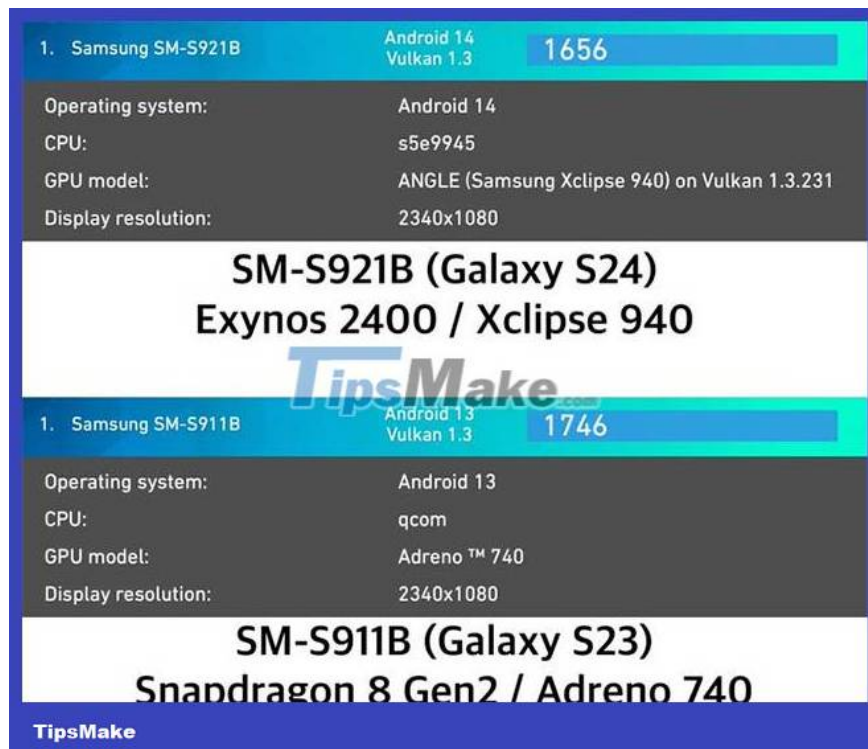 1. Samsung SM-S921B Android 14 Vulkan 1.3 1656
Operating system: Android 14
CPU: s5e9945
GPU model: ANGLE (Samsung Xclipse 940) on Vulkan 1.3.231
Display resolution: 2340x1080
SM-S921B (Galaxy S24)
Exynos 2400 / Xclipse 940
TipsMake.com
1. Samsung SM-S911B Android 13 Vulkan 1.3 1746
Operating system: Android 13
CPU: qcom
GPU model: Adreno ™ 740
Display resolution: 2340x1080
SM-S911B (Galaxy S23)
Snapdragon 8 Gen2 / Adreno 740
TipsMake